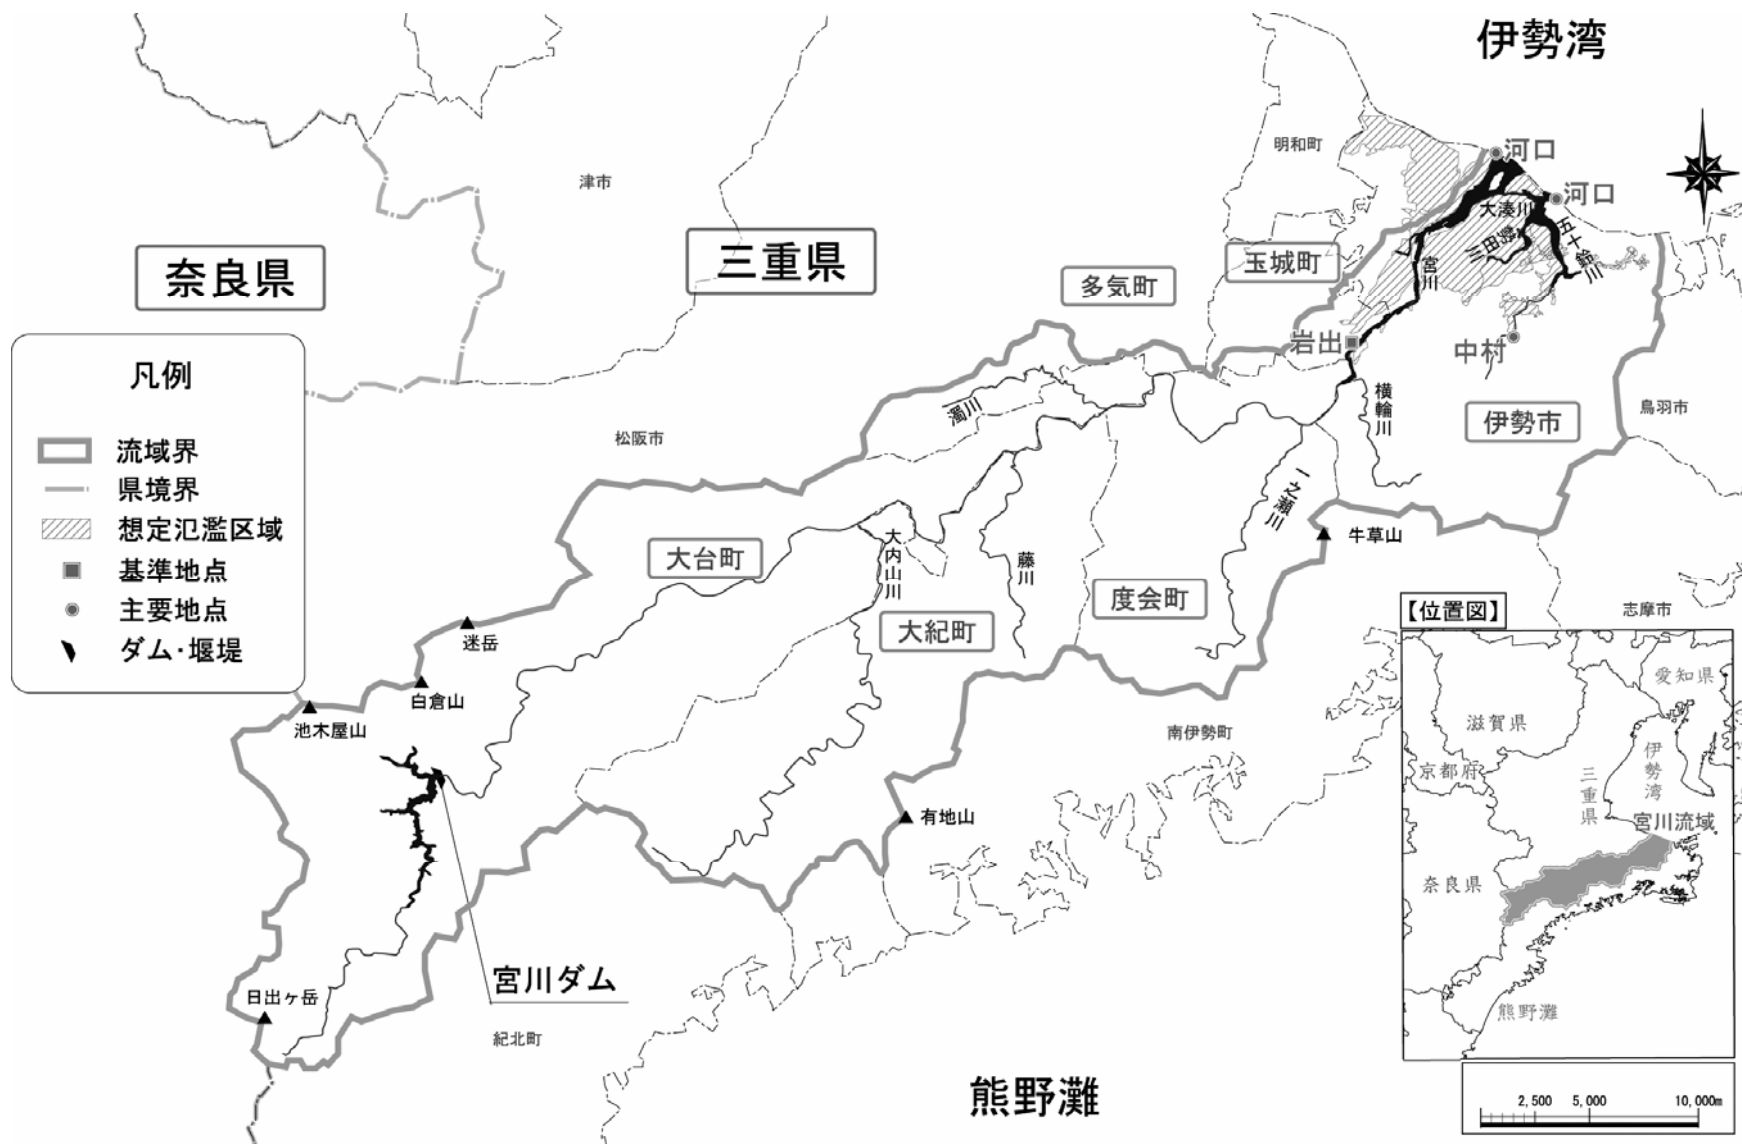 伊勢湾
明和町
河口
河口
津市
大湊川
勢田川
五十鈴川
奈良県
三重県
玉城町
多気町
宮川
岩出
中村
凡例
流域界
県境界
想定氾濫区域
基準地点
主要地点
ダム・堰堤
濁川
横輪川
伊勢市
鳥羽市
松阪市
一之瀬川
牛草山
大内山川
藤川
大台町
度会町
大紀町
志摩市
迷岳
白倉山
池木屋山
南伊勢町
有地山
宮川ダム
日出ヶ岳
紀北町
熊野灘
【位置図】
愛知県
滋賀県
京都府
伊勢湾
三重県
宮川流域
奈良県
熊野灘
2,500 5,000 10,000m